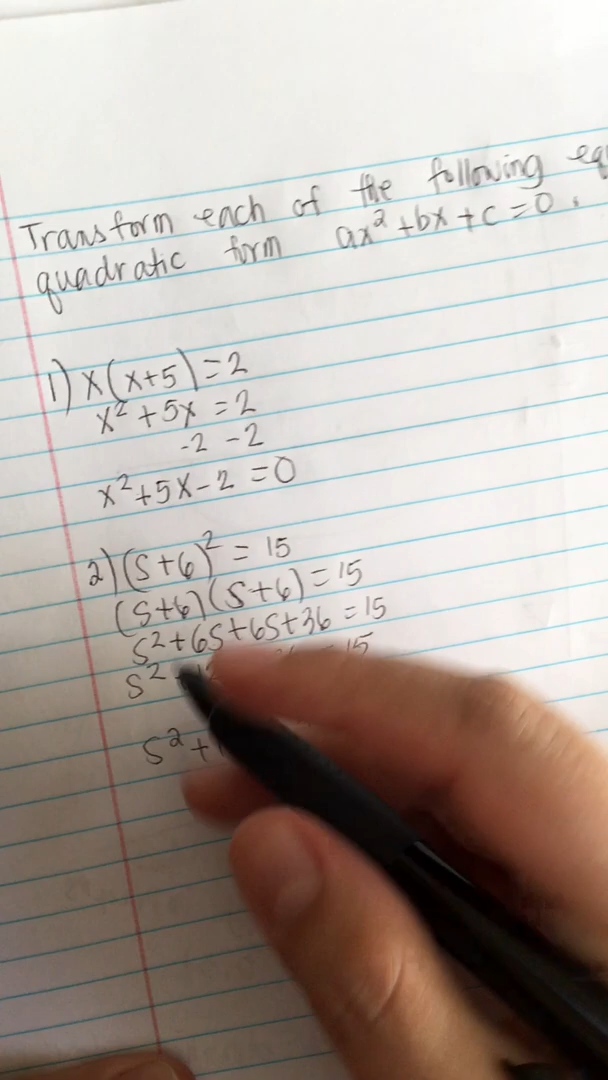 Transform each of the following
quadratic form ax² + bx + c = 0.
1) x(x+5) = 2
x² + 5x = 2
-2 -2
x² + 5x - 2 = 0
2) (s+6)² = 15
(s+6)(s+6) = 15
s² + 6s + 6s + 36 = 15
s² = 15
s² +